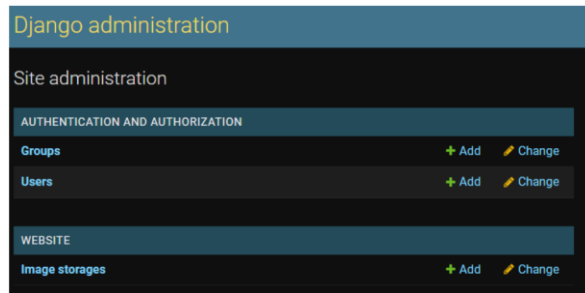 Django administration
Site administration
AUTHENTICATION AND AUTHORIZATION
Groups + Add Change
Users + Add Change
WEBSITE
Image storages + Add Change